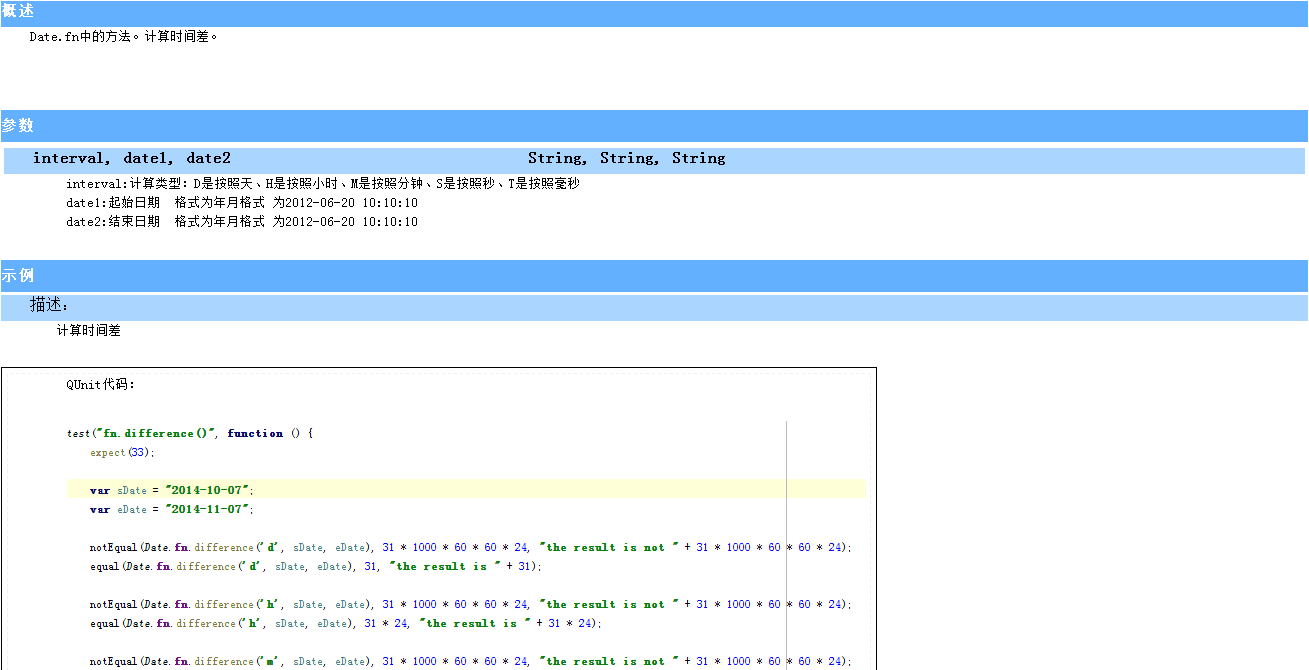 概述
Date.fn中的方法。计算时间差。
参数
interval, date1, date2 String, String, String
interval:计算类型: D是按照天、H是按照小时、M是按照分钟、S是按照秒、T是按照毫秒
date1:起始日期 格式为年月格式 为2012-06-20 10:10:10
date2:结束日期 格式为年月格式 为2012-06-20 10:10:10
示例
描述:
计算时间差
QUnit代码:
test("fn.difference()", function () {
expect(33);
var sDate = "2014-10-07";
var eDate = "2014-11-07";
notEqual(Date.fn.difference('d', sDate, eDate), 31 * 1000 * 60 * 60 * 24, "the result is not " + 31 * 1000 * 60 * 60 * 24);
equal(Date.fn.difference('d', sDate, eDate), 31, "the result is " + 31);
notEqual(Date.fn.difference('h', sDate, eDate), 31 * 1000 * 60 * 60 * 24, "the result is not " + 31 * 1000 * 60 * 60 * 24);
equal(Date.fn.difference('h', sDate, eDate), 31 * 24, "the result is " + 31 * 24);
notEqual(Date.fn.difference('m', sDate, eDate), 31 * 1000 * 60 * 60 * 24, "the result is not " + 31 * 1000 * 60 * 60 * 24);